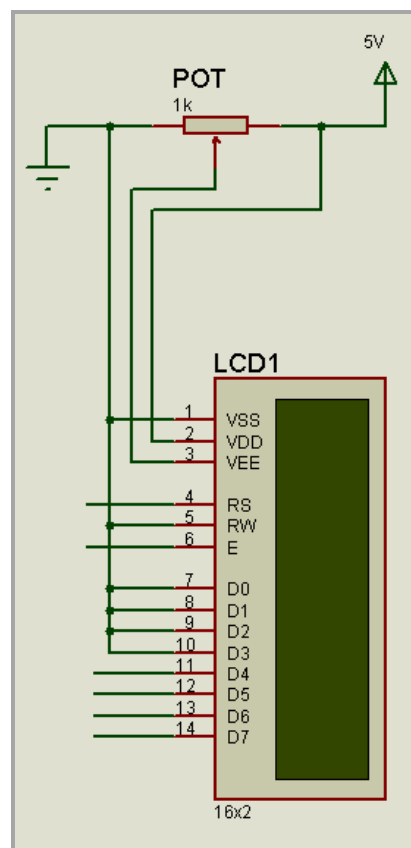 5V
POT
1k
LCD1
1 VSS
2 VDD
3 VEE
4 RS
5 RW
6 E
7 D0
8 D1
9 D2
10 D3
11 D4
12 D5
13 D6
14 D7
16x2